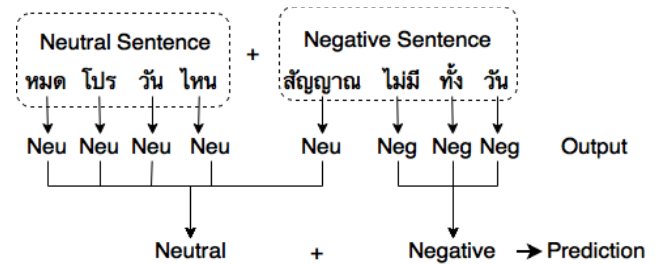 Neutral Sentence + Negative Sentence
หมด โปร วัน ไหน สัญญาณ ไม่มี ทั้ง วัน
Neu Neu Neu Neu Neu Neg Neg Neg Output
Neutral + Negative Prediction